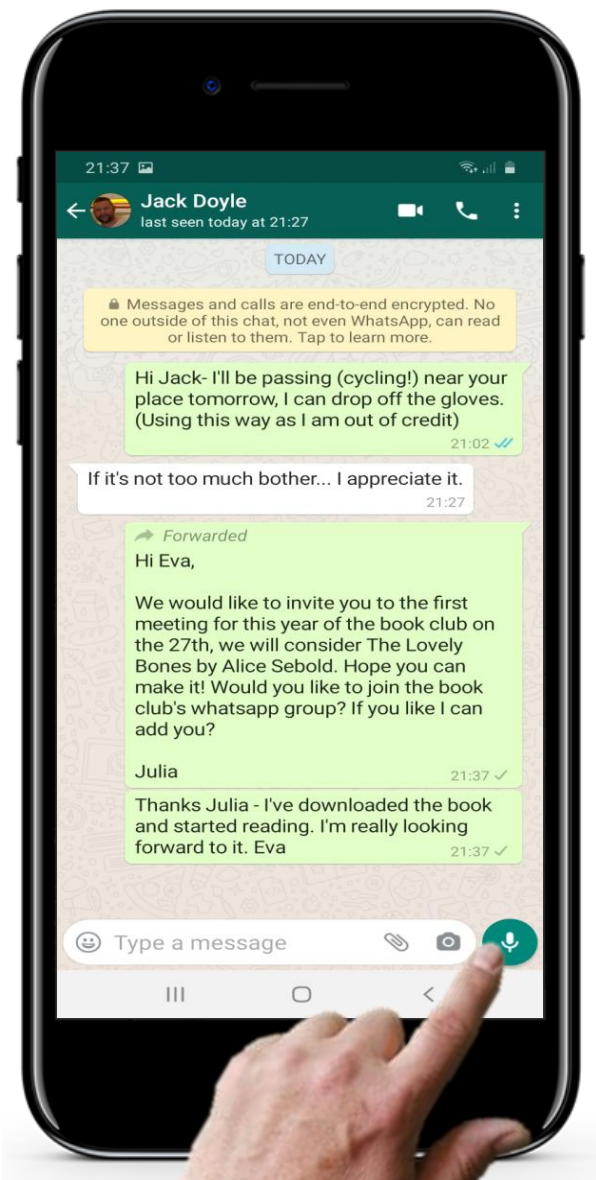 21:37
Jack Doyle
last seen today at 21:27
TODAY
Messages and calls are end-to-end encrypted. No
one outside of this chat, not even WhatsApp, can read
or listen to them. Tap to learn more.
Hi Jack- I'll be passing (cycling!) near your
place tomorrow, I can drop off the gloves.
(Using this way as I am out of credit)
21:02
If it's not too much bother... I appreciate it.
21:27
Forwarded
Hi Eva,
We would like to invite you to the first
meeting for this year of the book club on
the 27th, we will consider The Lovely
Bones by Alice Sebold. Hope you can
make it! Would you like to join the book
club's whatsapp group? If you like I can
add you?
Julia
21:37
Thanks Julia - I've downloaded the book
and started reading. I'm really looking
forward to it. Eva
21:37
Type a message